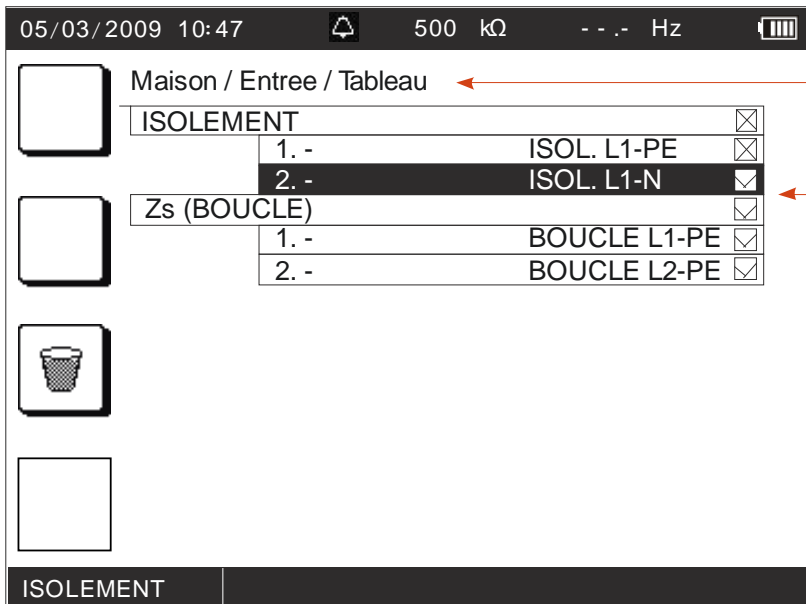 05/03/2009 10:47 500 kΩ - - .- Hz
Maison / Entree / Tableau
ISOLEMENT
1. - ISOL. L1-PE
2. - ISOL. L1-N
Zs (BOUCLE)
1. - BOUCLE L1-PE
2. - BOUCLE L2-PE
ISOLEMENT